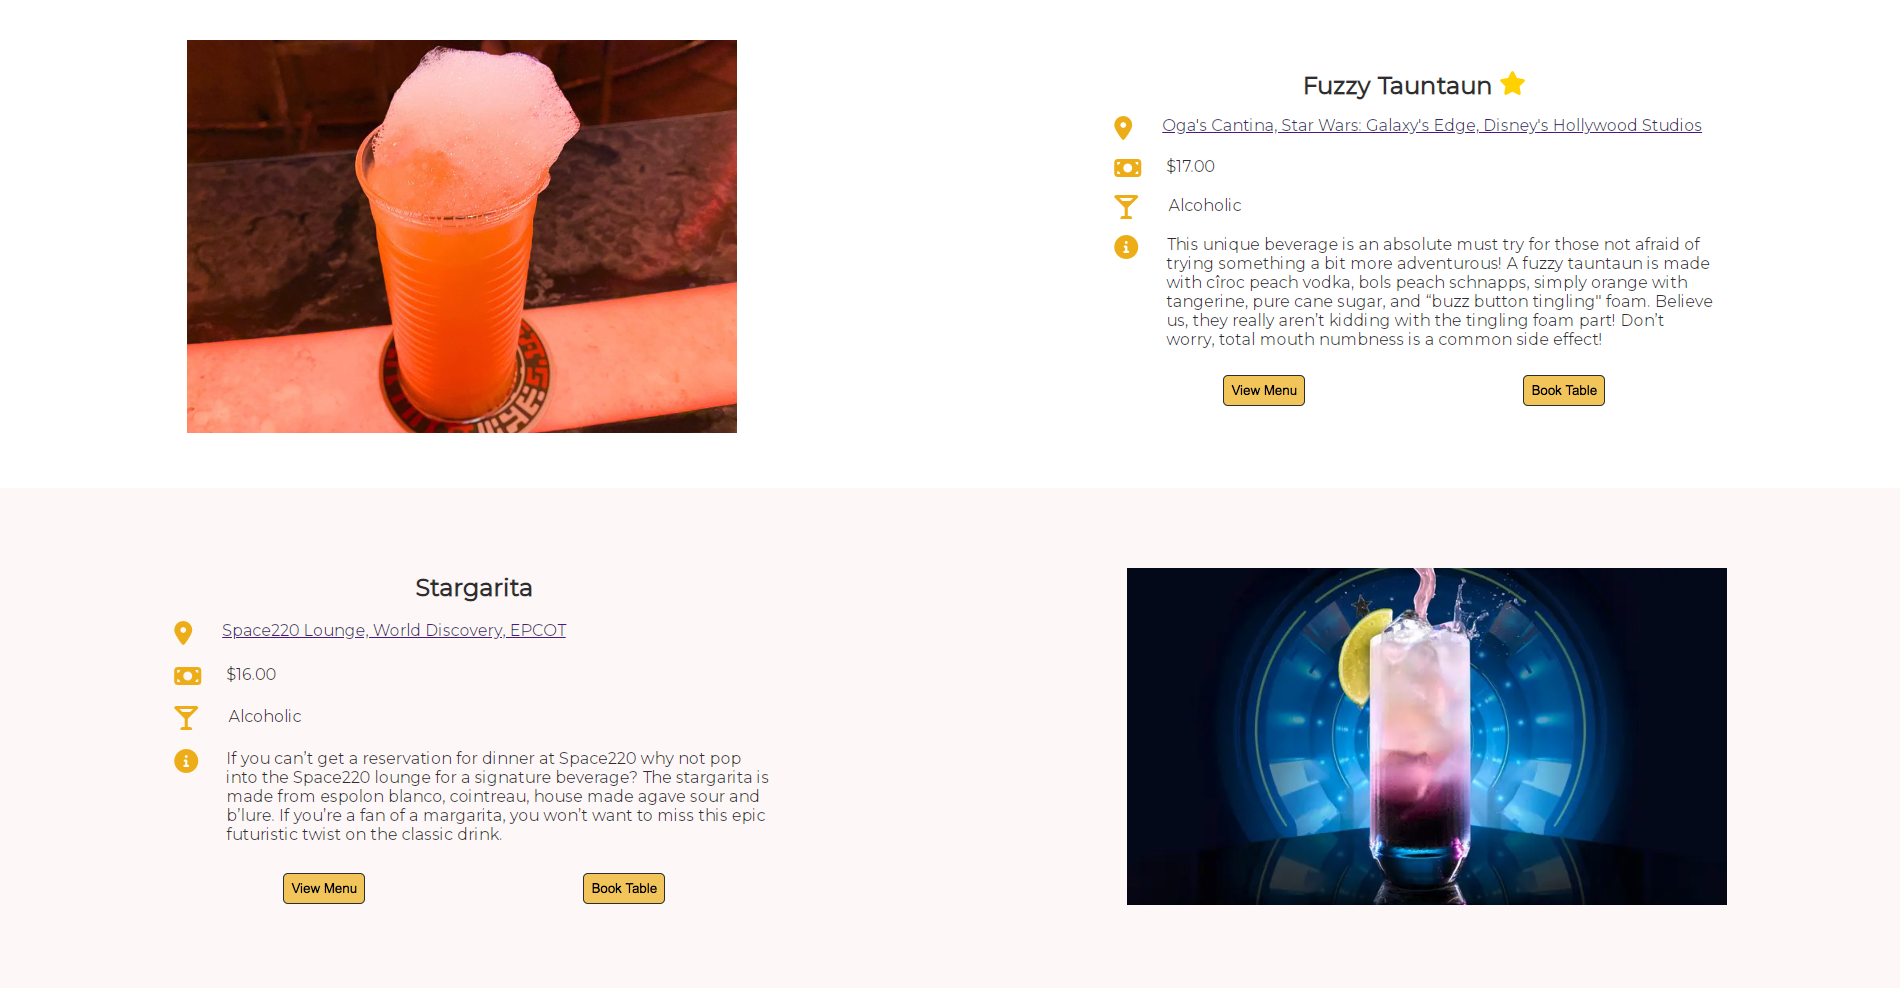 Fuzzy Tauntaun
Oga's Cantina, Star Wars: Galaxy's Edge, Disney's Hollywood Studios
$17.00
Alcoholic
This unique beverage is an absolute must try for those not afraid of
trying something a bit more adventurous! A fuzzy tauntaun is made
with cîroc peach vodka, bols peach schnapps, simply orange with
tangerine, pure cane sugar, and “buzz button tingling" foam. Believe
us, they really aren’t kidding with the tingling foam part! Don’t
worry, total mouth numbness is a common side effect!
View Menu
Book Table
Stargarita
Space220 Lounge, World Discovery, EPCOT
$16.00
Alcoholic
If you can’t get a reservation for dinner at Space220 why not pop
into the Space220 lounge for a signature beverage? The stargarita is
made from espolon blanco, cointreau, house made agave sour and
b’lure. If you’re a fan of a margarita, you won’t want to miss this epic
futuristic twist on the classic drink.
View Menu
Book Table